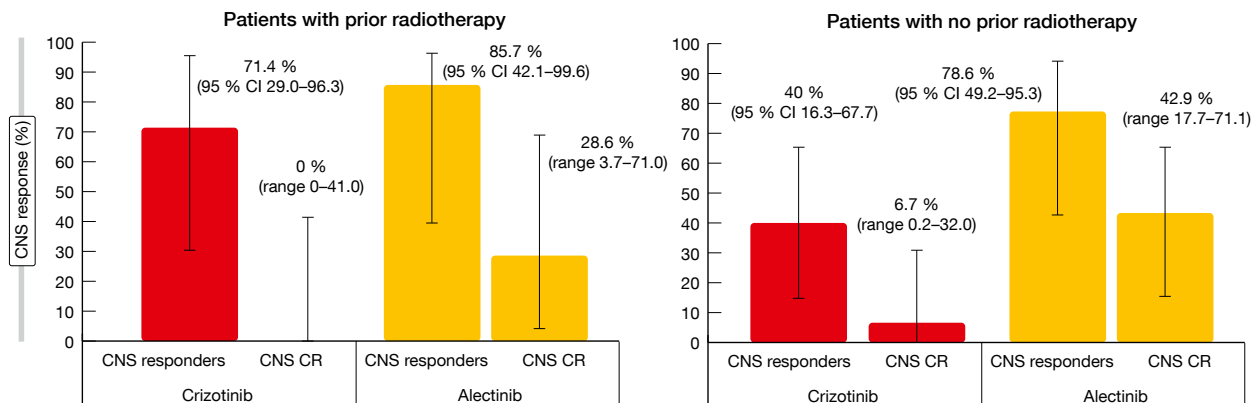 Patients with prior radiotherapy
CNS response (%)
100
90
80
70
60
50
40
30
20
10
0
71.4 %
(95 % CI 29.0–96.3)
0 %
(range 0–41.0)
85.7 %
(95 % CI 42.1–99.6)
28.6 %
(range 3.7–71.0)
CNS responders
CNS CR
CNS responders
CNS CR
Crizotinib
Alectinib
Patients with no prior radiotherapy
100
90
80
70
60
50
40
30
20
10
0
40 %
(95 % CI 16.3–67.7)
6.7 %
(range 0.2–32.0)
78.6 %
(95 % CI 49.2–95.3)
42.9 %
(range 17.7–71.1)
CNS responders
CNS CR
CNS responders
CNS CR
Crizotinib
Alectinib